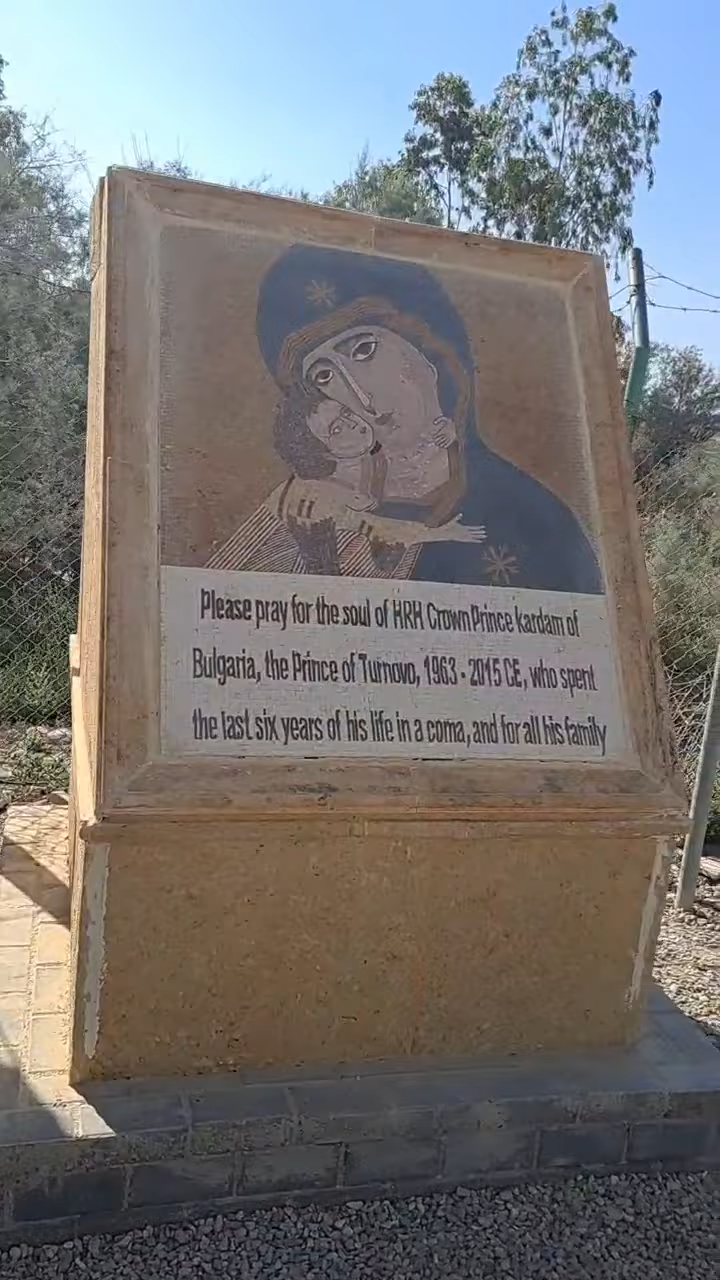 Please pray for the soul of HRH Crown Prince kardam of
Bulgaria, the Prince of Turnovo, 1963 - 2015 CE, who spent
the last six years of his life in a coma, and for all his family